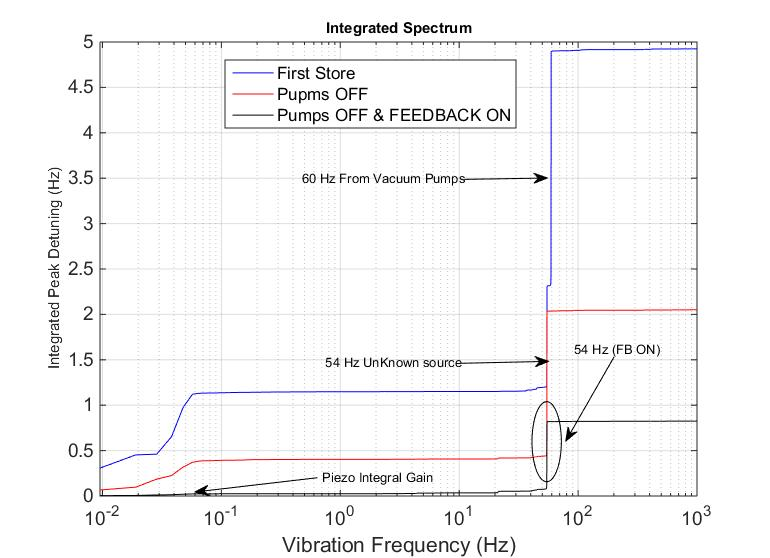 Integrated Spectrum
Integrated Peak Detuning (Hz)
5
4.5
4
3.5
3
2.5
2
1.5
1
0.5
0
First Store
Pupms OFF
Pumps OFF & FEEDBACK ON
60 Hz From Vacuum Pumps
54 Hz (FB ON)
54 Hz UnKnown source
Piezo Integral Gain
10^-2 10^-1 10^0 10^1 10^2 10^3
Vibration Frequency (Hz)